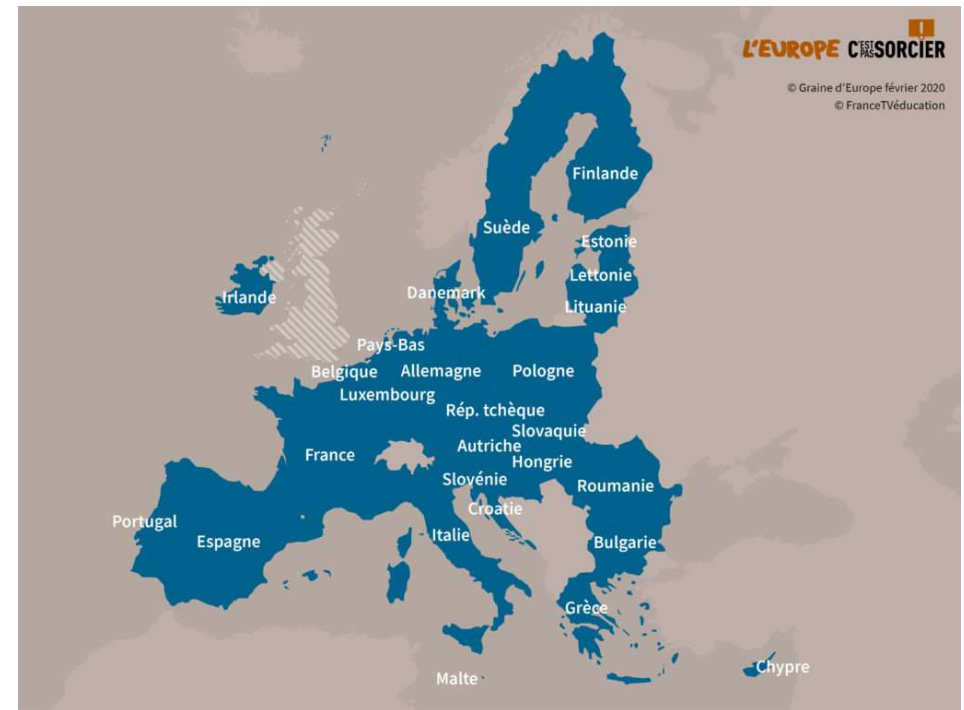 L'EUROPE C'EST PAS SORCIER
!
© Graine d'Europe février 2020
© FranceTVéducation
Finlande
Suède
Estonie
Lettonie
Danemark
Irlande
Lituanie
Pays-Bas
Belgique
Allemagne
Pologne
Luxembourg
Rép. tchèque
Slovaquie
Autriche
France
Hongrie
Slovénie
Roumanie
Croatie
Portugal
Italie
Espagne
Bulgarie
Grèce
Chypre
Malte